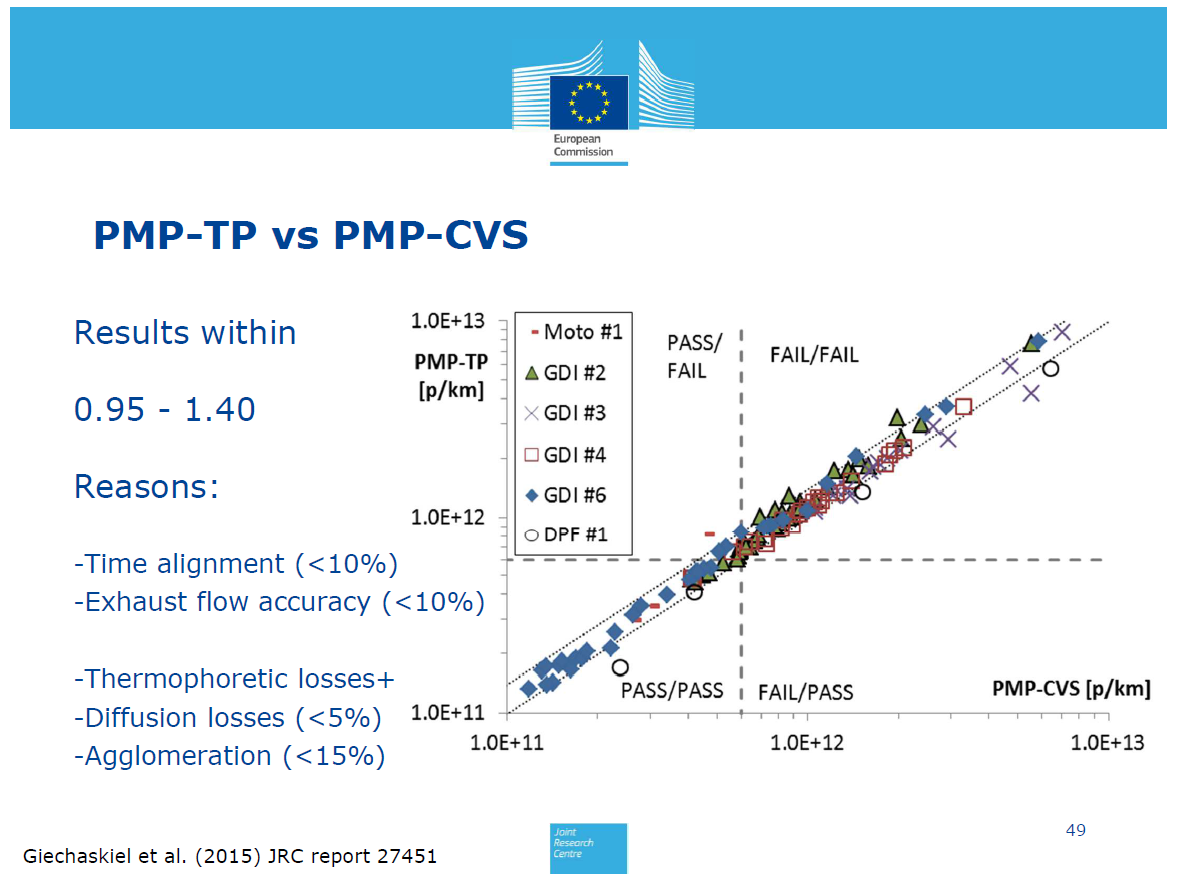 European
Commission
PMP-TP vs PMP-CVS
Results within
0.95 - 1.40
Reasons:
-Time alignment (<10%)
-Exhaust flow accuracy (<10%)
-Thermophoretic losses+
-Diffusion losses (<5%)
-Agglomeration (<15%)
1.0E+13
PMP-TP
[p/km]
1.0E+12
1.0E+11
Moto #1
GDI #2
GDI #3
GDI #4
GDI #6
DPF #1
PASS/
FAIL
FAIL/FAIL
PASS/PASS
FAIL/PASS
PMP-CVS [p/km]
1.0E+11
1.0E+12
1.0E+13
49
Joint
Research
Centre
Giechaskiel et al. (2015) JRC report 27451